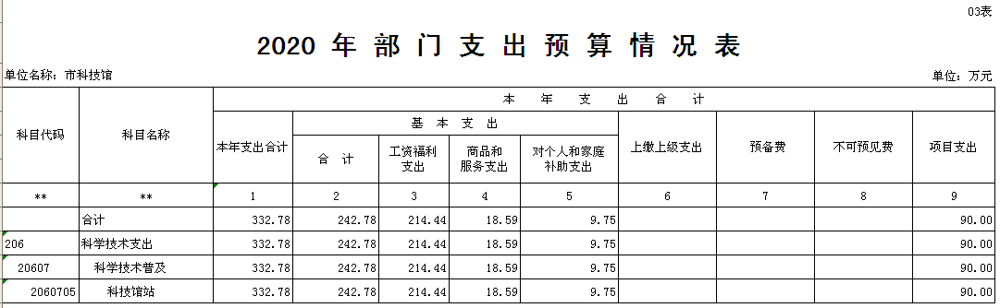 03表
2020 年 部 门 支 出 预 算 情 况 表
单位名称：市科技馆 单位：万元
科目代码 科目名称 本 年 支 出 合 计
本年支出合计 基 本 支 出 上缴上级支出 预备费 不可预见费 项目支出
合 计 工资福利支出 商品和服务支出 对个人和家庭补助支出
** ** 1 2 3 4 5 6 7 8 9
合计 332.78 242.78 214.44 18.59 9.75 90.00
206 科学技术支出 332.78 242.78 214.44 18.59 9.75 90.00
20607 科学技术普及 332.78 242.78 214.44 18.59 9.75 90.00
2060705 科技馆站 332.78 242.78 214.44 18.59 9.75 90.00